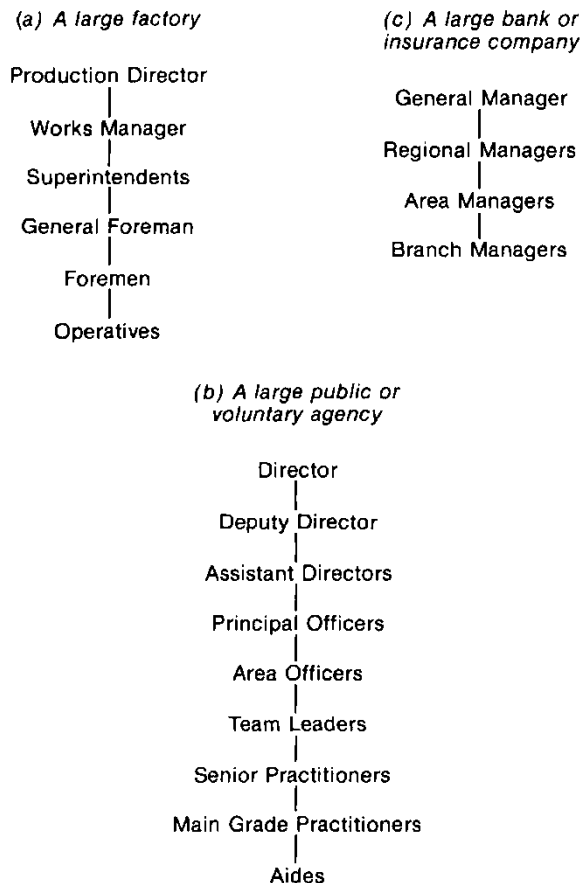 (a) A large factory
Production Director
Works Manager
Superintendents
General Foreman
Foremen
Operatives
(c) A large bank or
insurance company
General Manager
Regional Managers
Area Managers
Branch Managers
(b) A large public or
voluntary agency
Director
Deputy Director
Assistant Directors
Principal Officers
Area Officers
Team Leaders
Senior Practitioners
Main Grade Practitioners
Aides